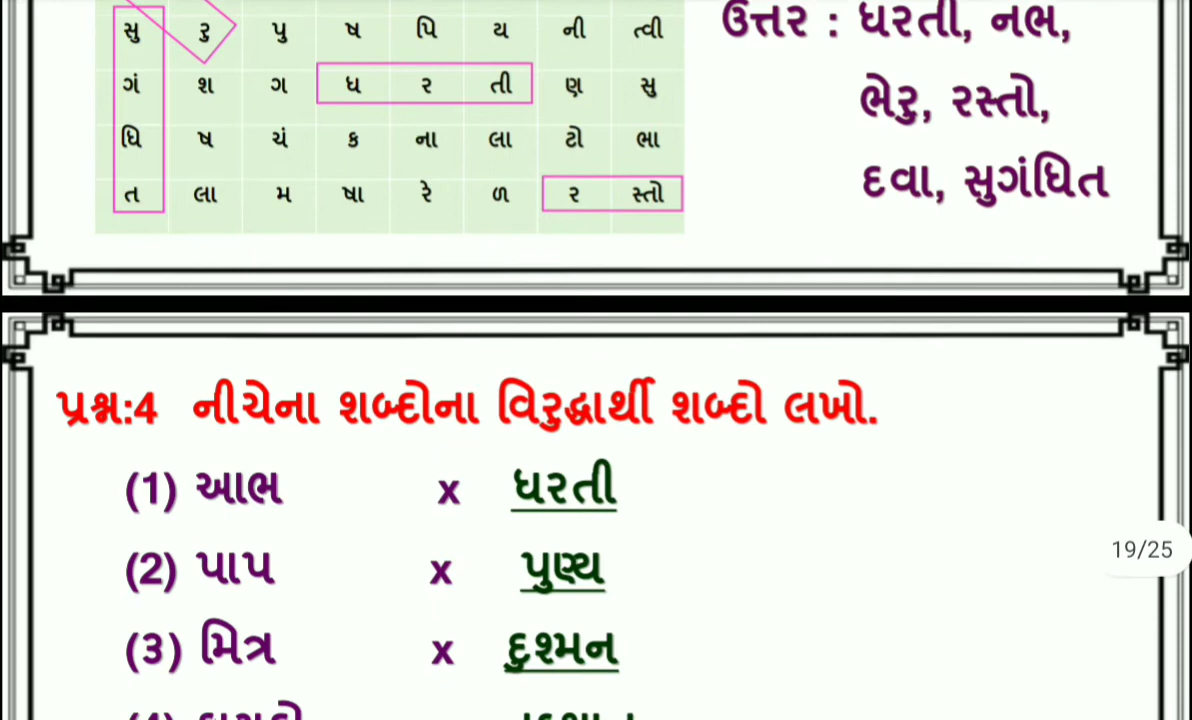 સુ રુ પુ ષ પિ ય ની ત્વી
ગં શ ગ ધ ર તી ણ સુ
ધિ ષ ચં ક ના લા ટો ભા
ત લા મ ષા રે ળ ર સ્તો
ઉત્તર : ધરતી, નભ,
ભેરુ, રસ્તો,
દવા, સુગંધિત
પ્રશ્ન:4 નીચેના શબ્દોના વિરુદ્ધાર્થી શબ્દો લખો.
(1) આભ x ધરતી
(2) પાપ x પુણ્ય
(3) મિત્ર x દુશ્મન
19/25